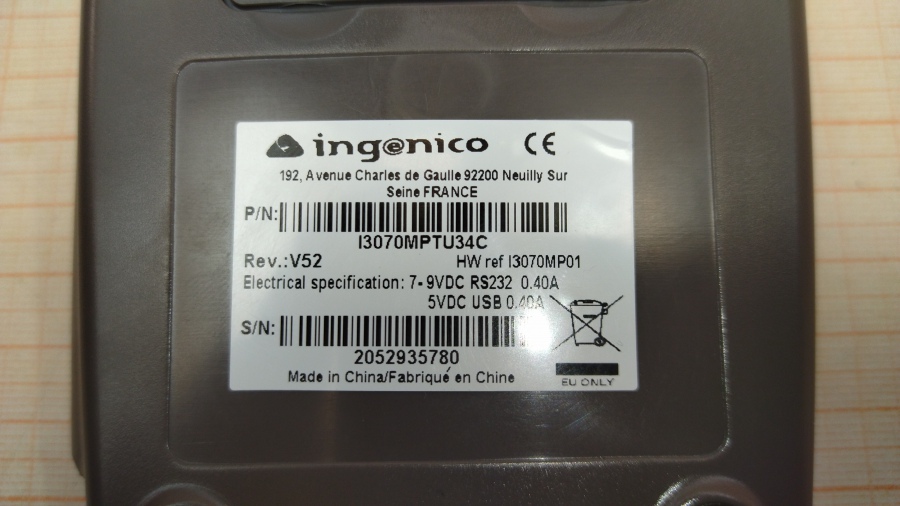 ingenico CE
192, Avenue Charles de Gaulle 92200 Neuilly Sur
Seine FRANCE
P/N:
I3070MPTU34C
Rev.:V52 HW ref I3070MP01
Electrical specification: 7-9VDC RS232 0.40A
5VDC USB 0.40A
S/N:
2052935780
Made in China/Fabriqué en Chine
EU ONLY